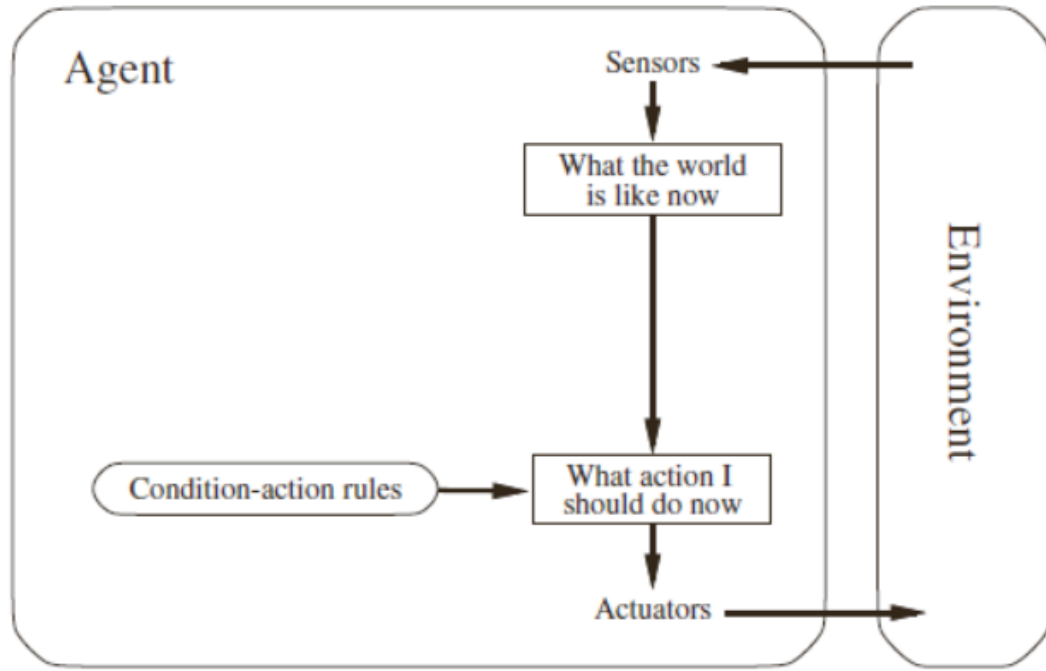 Agent
Sensors
What the world
is like now
Environment
Condition-action rules
What action I
should do now
Actuators